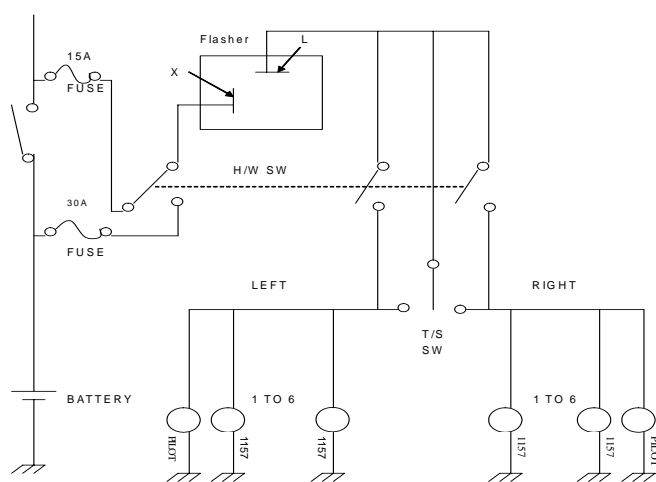 Flasher
L
15A
X
FUSE
H/W SW
30A
FUSE
LEFT
RIGHT
T/S
SW
BATTERY
1 TO 6
1 TO 6
PILOT
1157
1157
1157
1157
PILOT